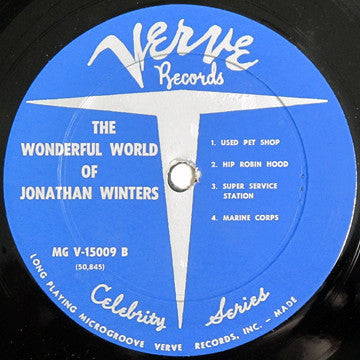 Verve
Records
THE
WONDERFUL WORLD
OF
JONATHAN WINTERS
1. USED PET SHOP
2. HIP ROBIN HOOD
3. SUPER SERVICE
STATION
4. MARINE CORPS
MG V-15009 B
(50,845)
Celebrity Series
LONG PLAYING MICROGROOVE VERVE RECORDS, INC. - MADE